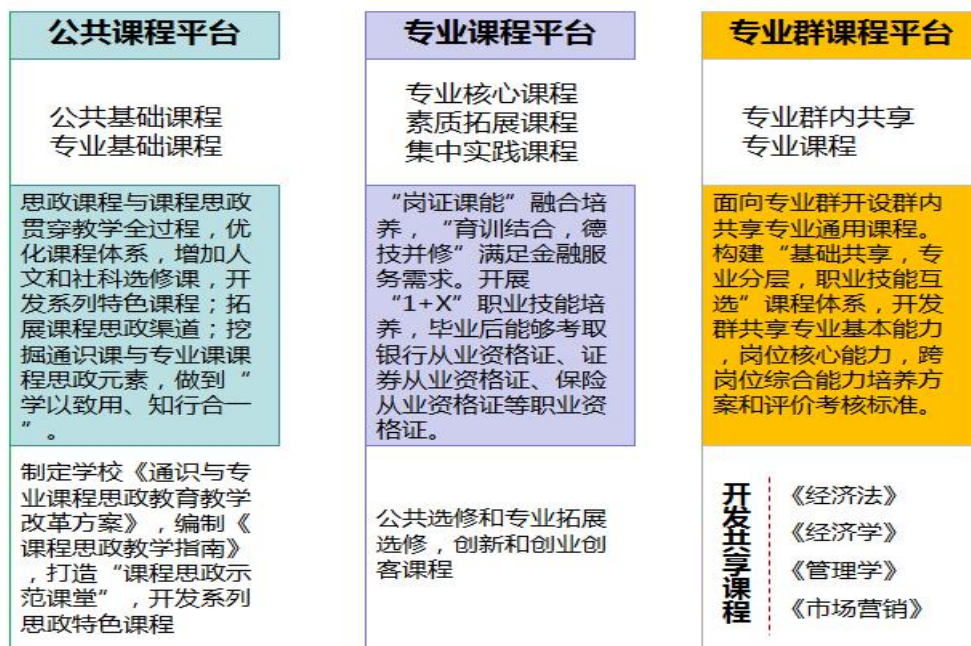 公共课程平台
公共基础课程
专业基础课程
思政课程与课程思政
贯穿教学全过程，优
化课程体系，增加人
文和社科选修课，开
发系列特色课程；拓
展课程思政渠道；挖
掘通识课与专业课课
程思政元素，做到“
学以致用、知行合一
”。
制定学校《通识与专
业课程思政教育教学
改革方案》，编制《
课程思政教学指南》
，打造“课程思政示
范课堂”，开发系列
思政特色课程
专业课程平台
专业核心课程
素质拓展课程
集中实践课程
“岗证课能”融合培
养，“育训结合，德
技并修”满足金融服
务需求。开展
“1+X”职业技能培
养，毕业后能够考取
银行从业资格证、证
券从业资格证、保险
从业资格证等职业资
格证。
公共选修和专业拓展
选修，创新和创业创
客课程
专业群课程平台
专业群内共享
专业课程
面向专业群开设群内
共享专业通用课程。
构建“基础共享，专
业分层，职业技能互
选”课程体系，开发
群共享专业基本能力
，岗位核心能力，跨
岗位综合能力培养方
案和评价考核标准。
开发共享课程
《经济法》
《经济学》
《管理学》
《市场营销》